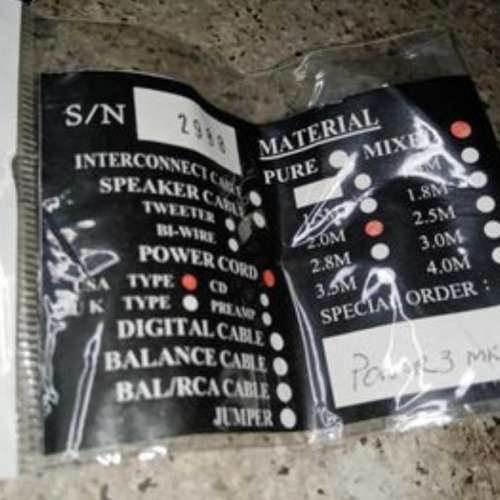 S/N 2988
INTERCONNECT CABLE
SPEAKER CABLE
TWEETER
BI-WIRE
POWER CORD
USA TYPE CD
UK TYPE PREAMP
DIGITAL CABLE
BALANCE CABLE
BAL/RCA CABLE
JUMPER
MATERIAL
PURE MIXED
1.8M
2.0M 2.5M
2.8M 3.0M
3.5M 4.0M
SPECIAL ORDER :
POWER 3 MK